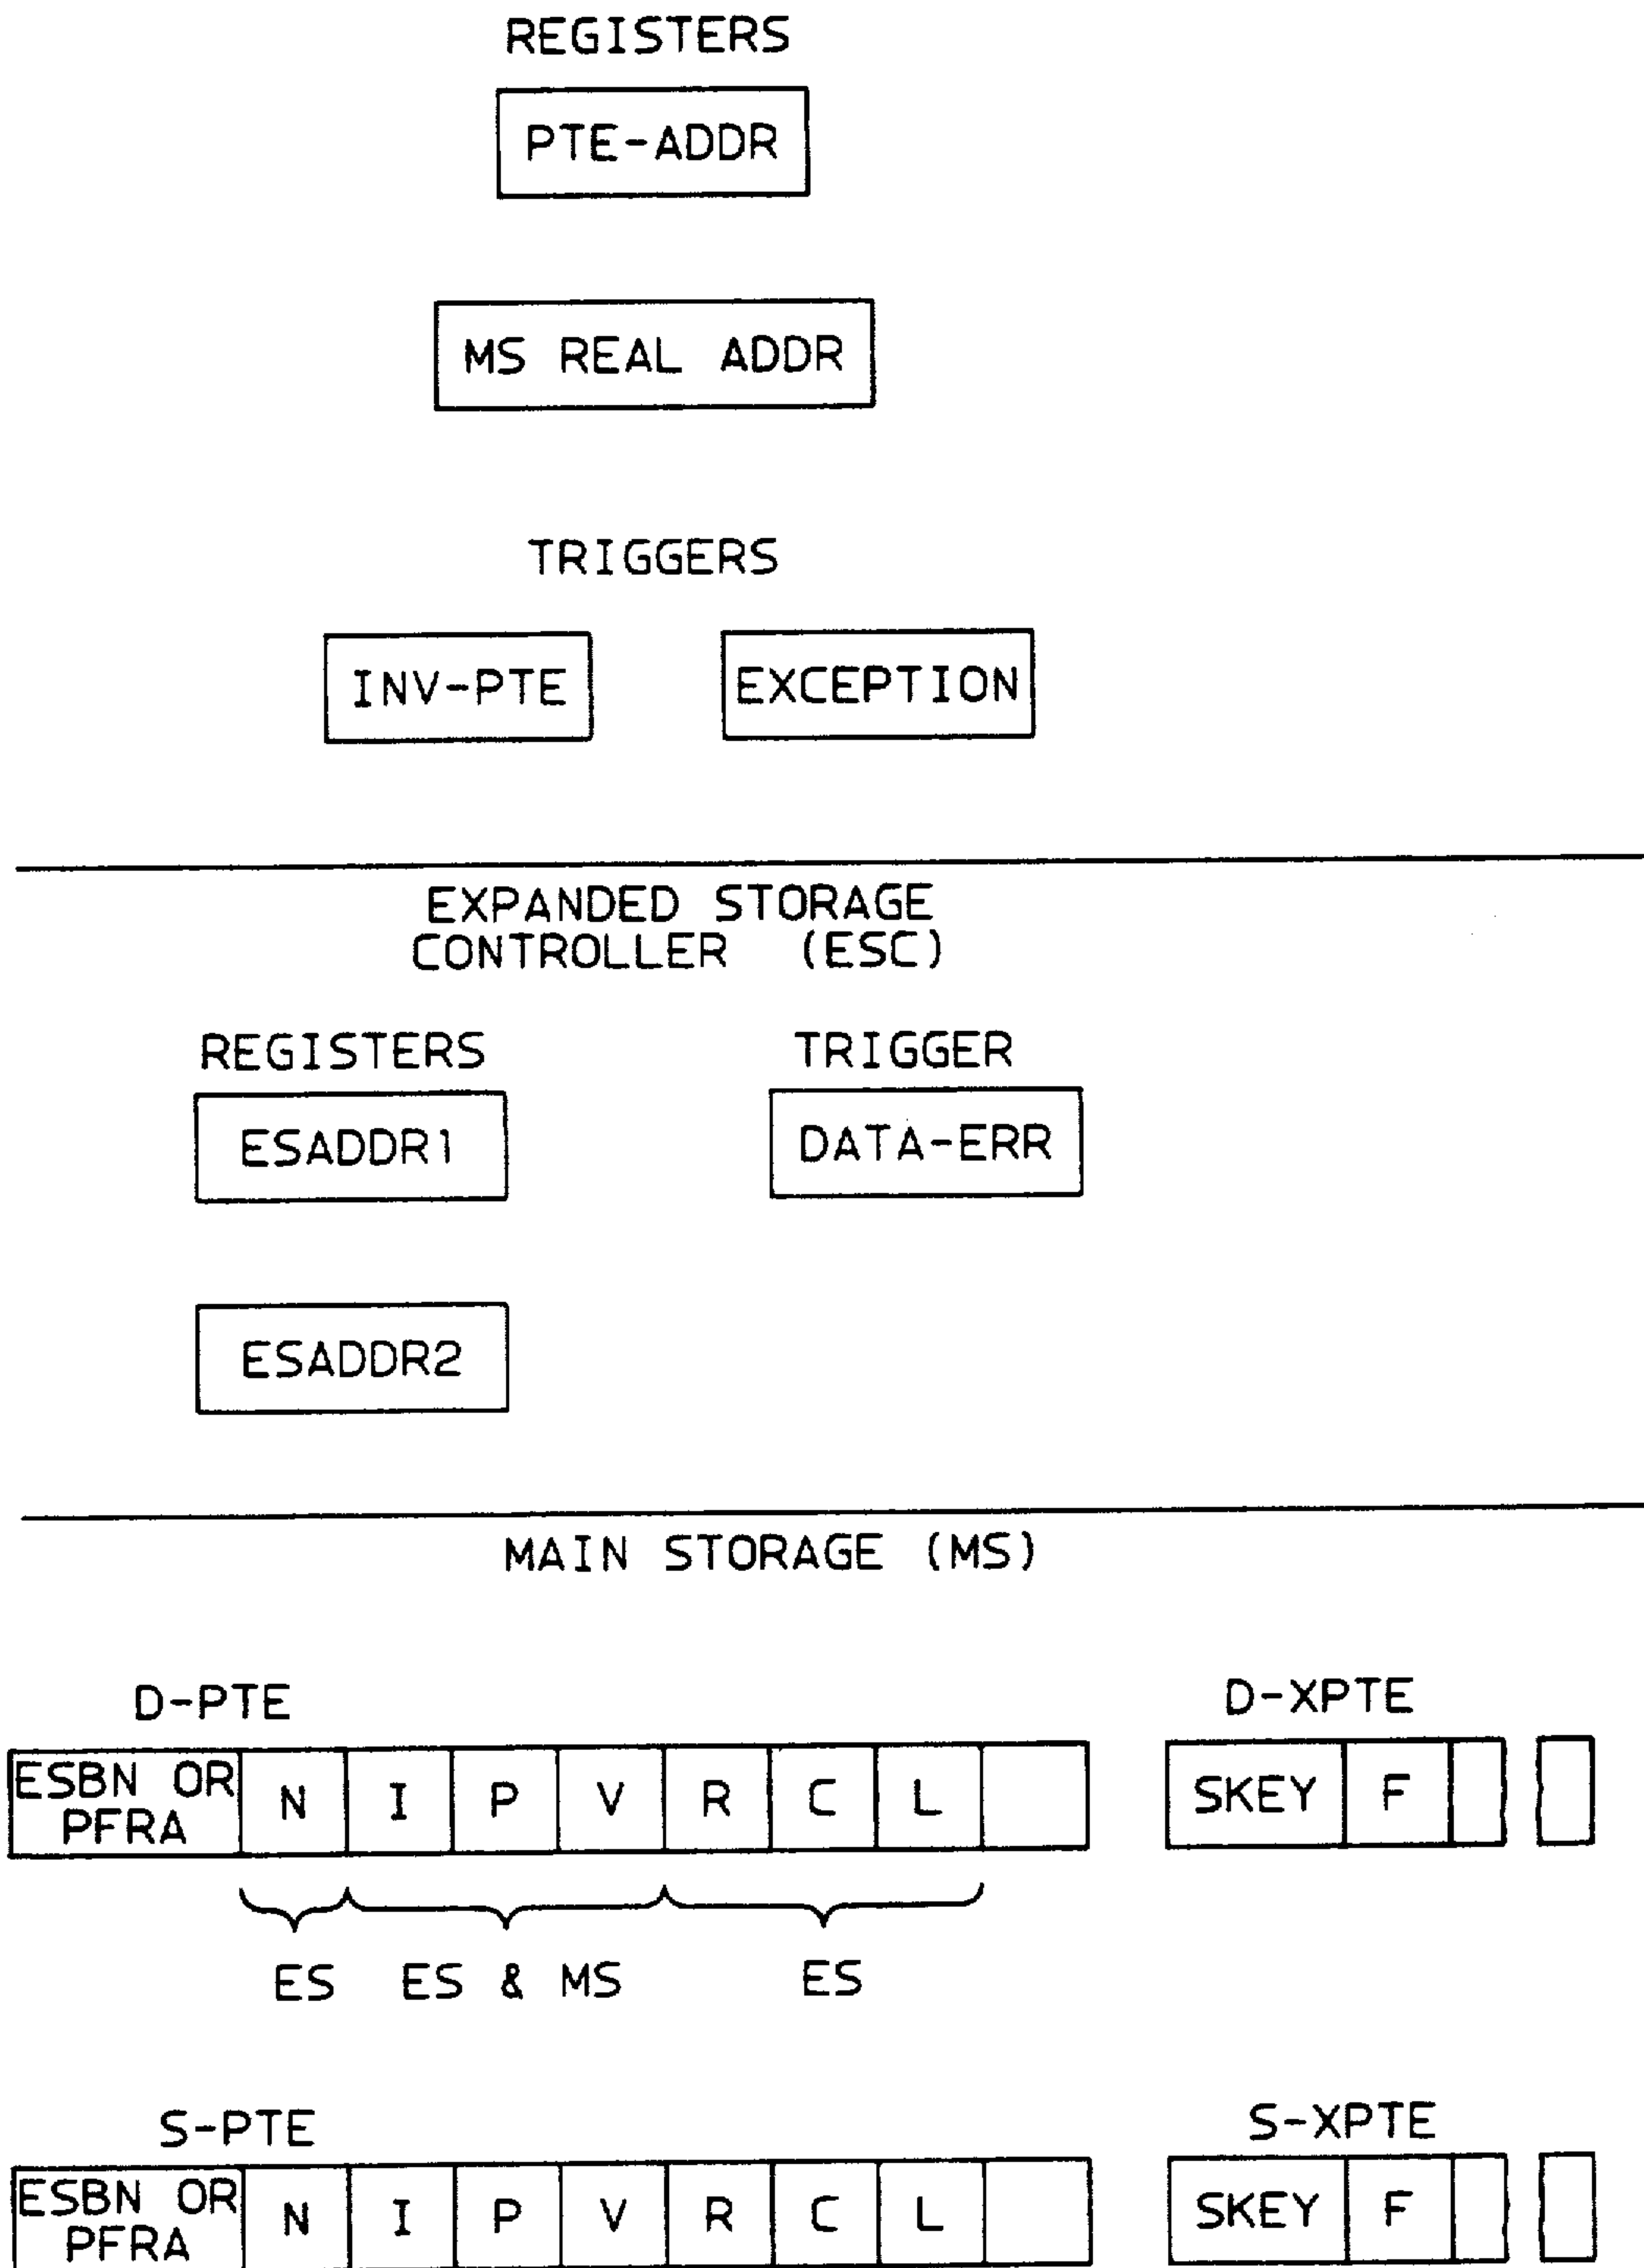 REGISTERS
PTE-ADDR
MS REAL ADDR
TRIGGERS
INV-PTE EXCEPTION
EXPANDED STORAGE
CONTROLLER (ESC)
REGISTERS TRIGGER
ESADDR1 DATA-ERR
ESADDR2
MAIN STORAGE (MS)
D-PTE D-XPTE
ESBN OR
PFRA N I P V R C L SKEY F
ES ES & MS ES
S-PTE S-XPTE
ESBN OR
PFRA N I P V R C L SKEY F